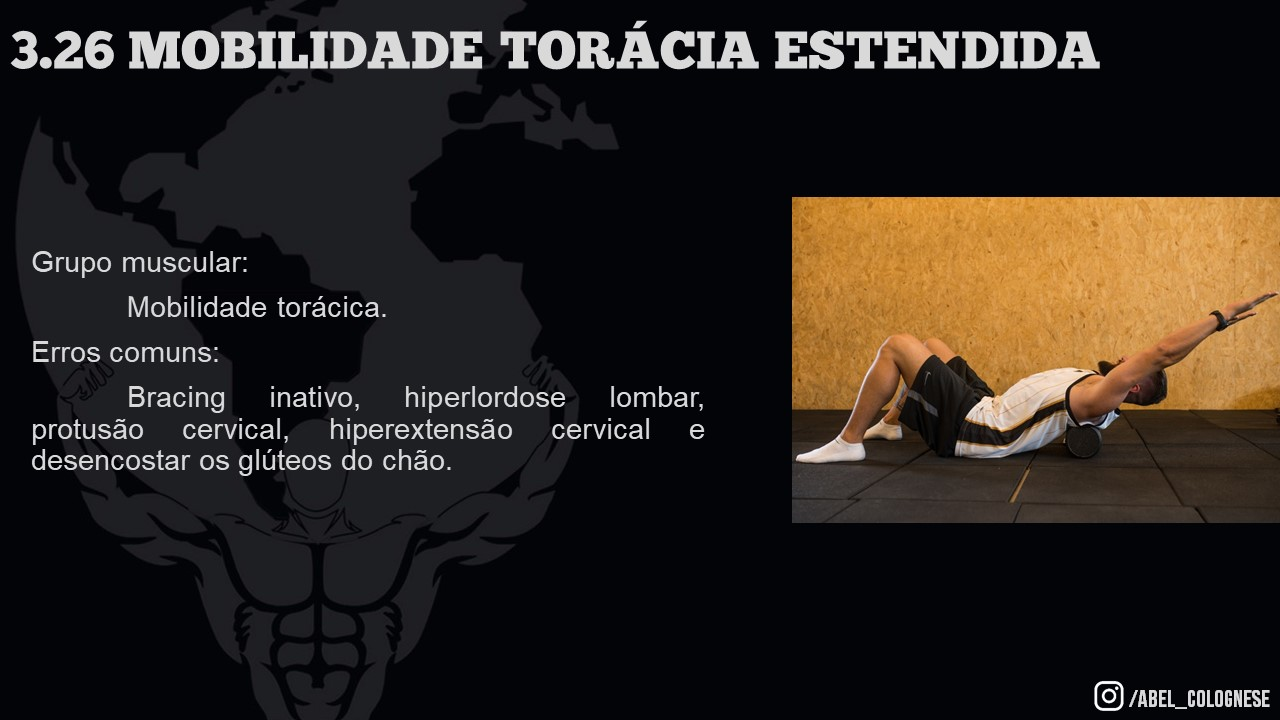 3.26 MOBILIDADE TORÁCIA ESTENDIDA
Grupo muscular:
Mobilidade torácica.
Erros comuns:
Bracing inativo, hiperlordose lombar,
protusão cervical, hiperextensão cervical e
desencostar os glúteos do chão.
/ABEL_COLOGNESE